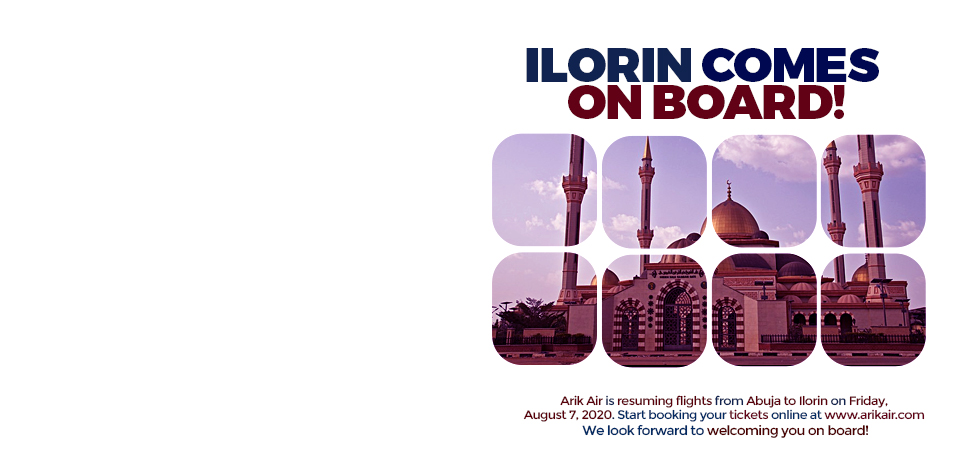 ILORIN COMES
ON BOARD!
Arik Air is resuming flights from Abuja to Ilorin on Friday,
August 7, 2020. Start booking your tickets online at www.arikair.com
We look forward to welcoming you on board!